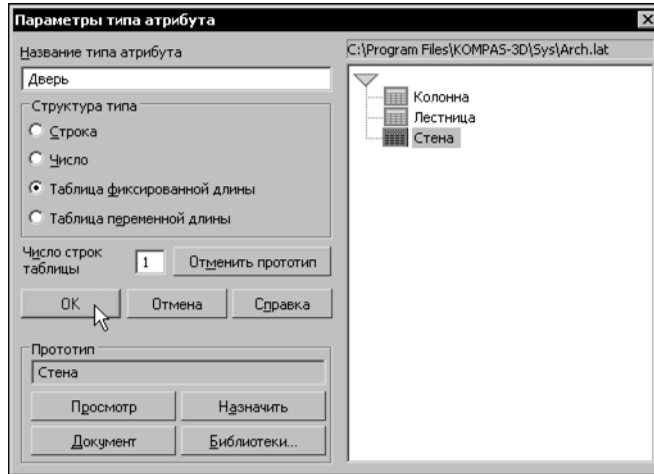 Параметры типа атрибута
Название типа атрибута
Дверь
Структура типа
Строка
Число
Таблица фиксированной длины
Таблица переменной длины
Число строк таблицы
1
Отменить прототип
OK
Отмена
Справка
Прототип
Стена
Просмотр
Назначить
Документ
Библиотеки...
C:\Program Files\KOMPAS-3D\Sys\Arch.lat
Колонна
Лестница
Стена